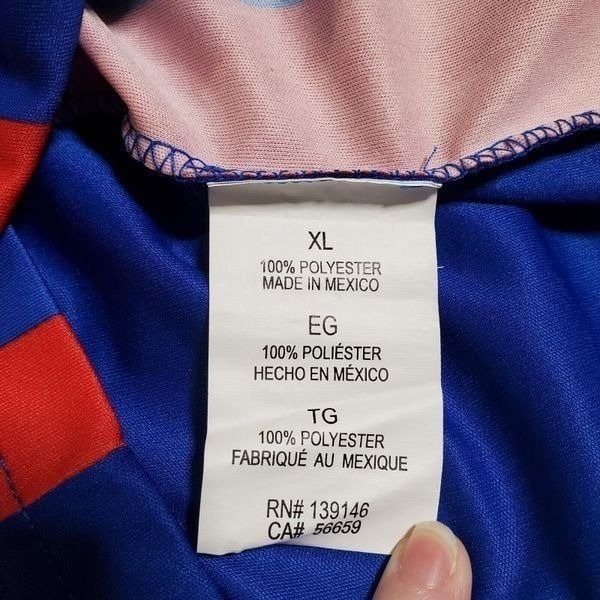 XL
100% POLYESTER
MADE IN MEXICO
EG
100% POLIÉSTER
HECHO EN MÉXICO
TG
100% POLYESTER
FABRIQUÉ AU MEXIQUE
RN# 139146
CA# 56659